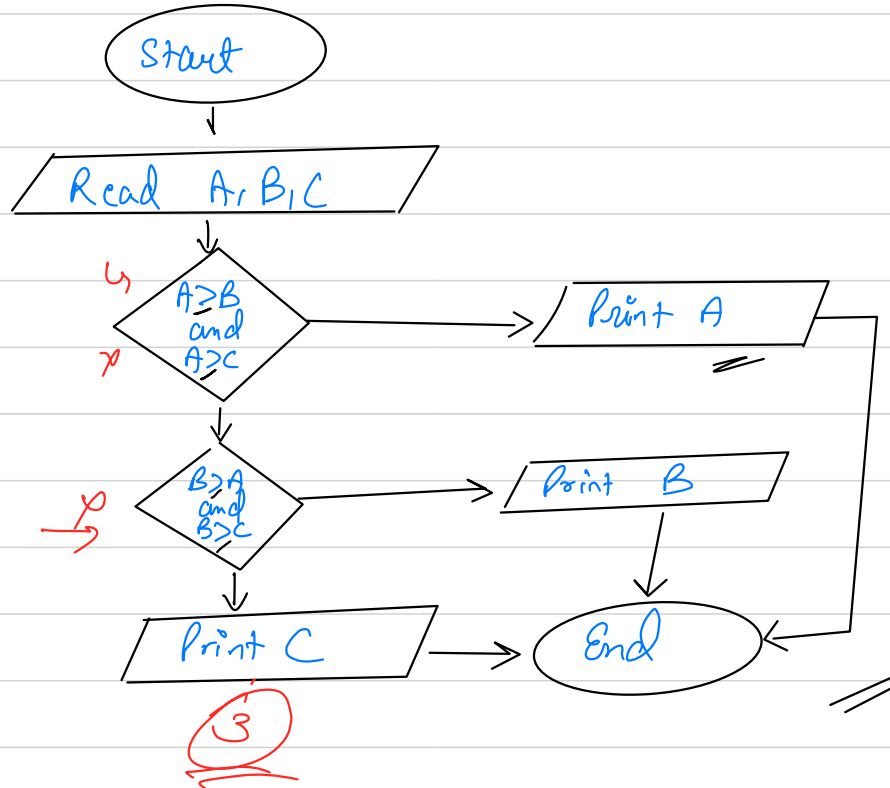 Start
Read A, B, C
A≥B
and
A>C
Print A
B>A
and
B>C
Print B
Print C
End
3